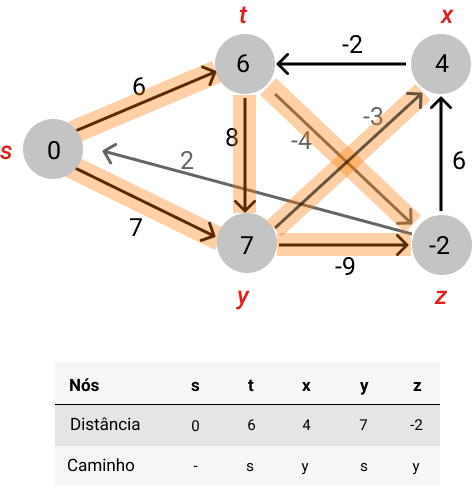 t x
-2
6 4
6
-3
8 -4
s 0 2 6
7
7 -2
-9
y z
Nós s t x y z
Distância 0 6 4 7 -2
Caminho - s y s y